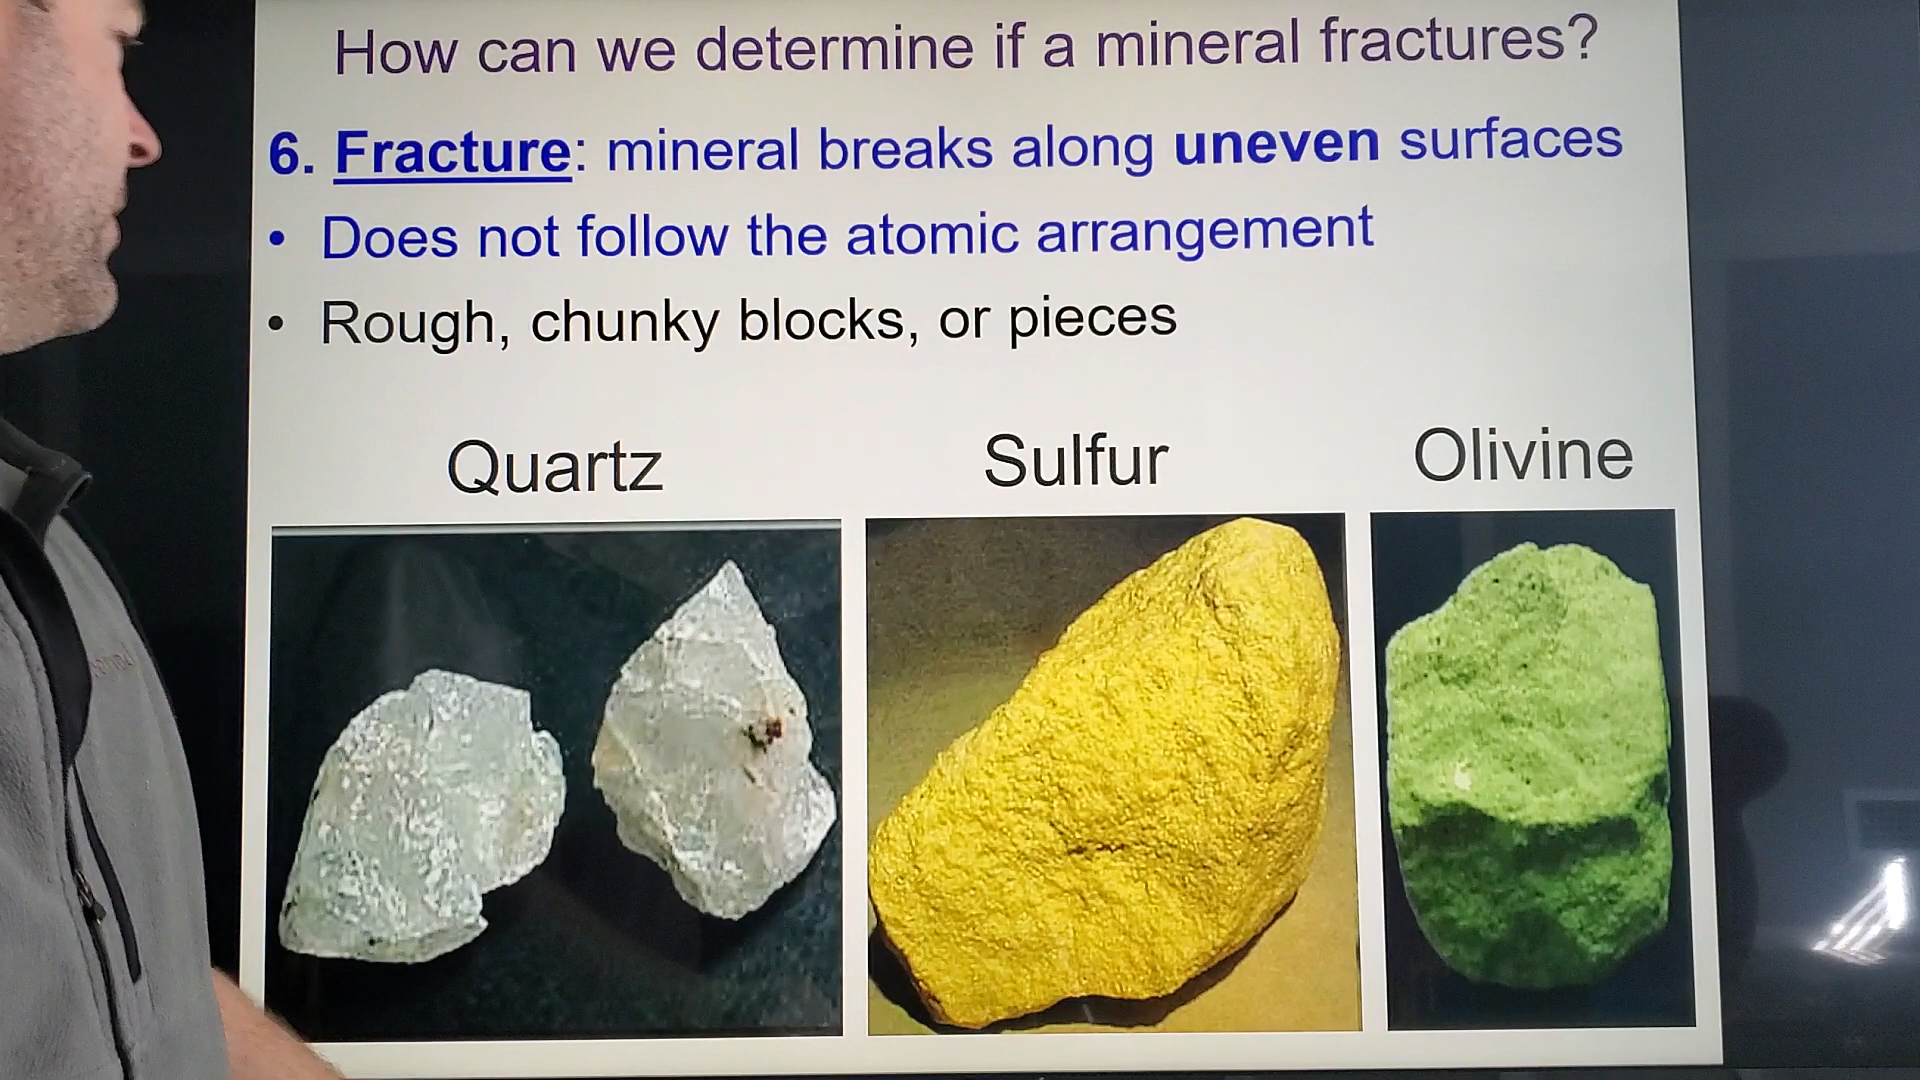 How can we determine if a mineral fractures?
6. Fracture: mineral breaks along uneven surfaces
• Does not follow the atomic arrangement
• Rough, chunky blocks, or pieces
Quartz Sulfur Olivine